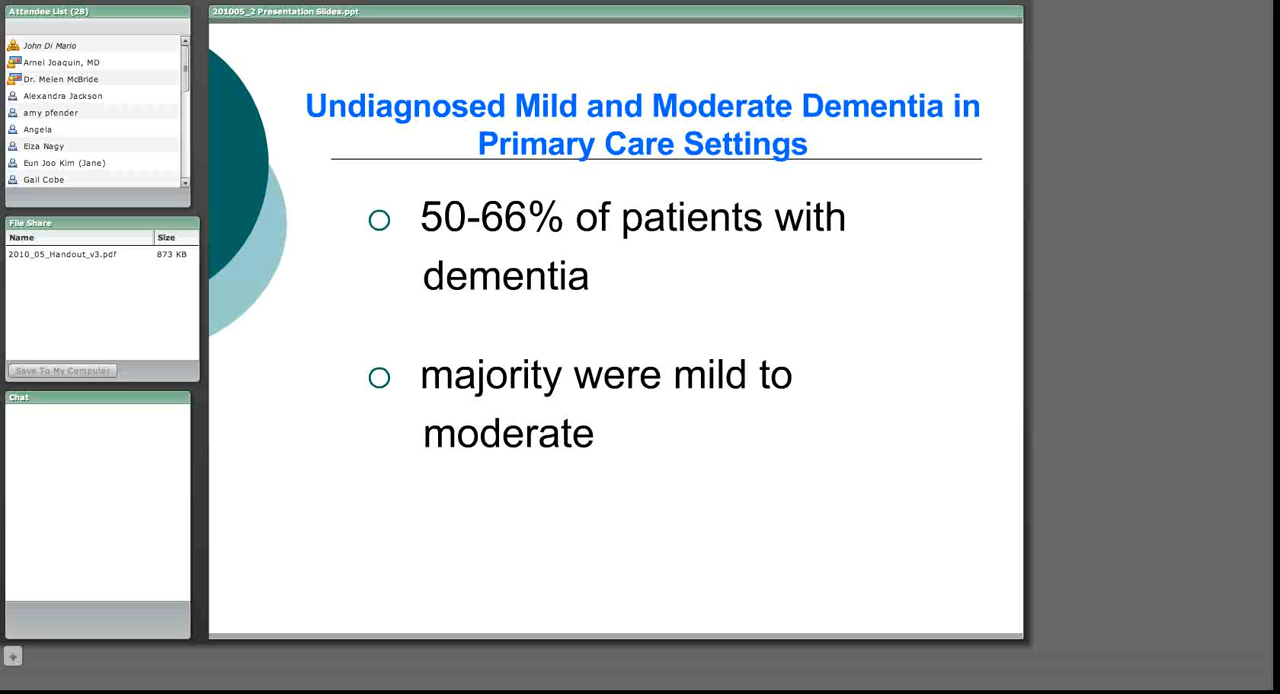 Attendee List (28)
John Di Mario
Arnel Joaquin, MD
Dr. Melen McBride
Alexandra Jackson
amy pfender
Angela
Elza Nagy
Eun Joo Kim (Jane)
Gail Cobe
File Share
Name Size
2010_05_Handout_v3.pdf 873 KB
Save To My Computer
Chat
201005_2 Presentation Slides.ppt
Undiagnosed Mild and Moderate Dementia in
Primary Care Settings
50-66% of patients with
dementia
majority were mild to
moderate